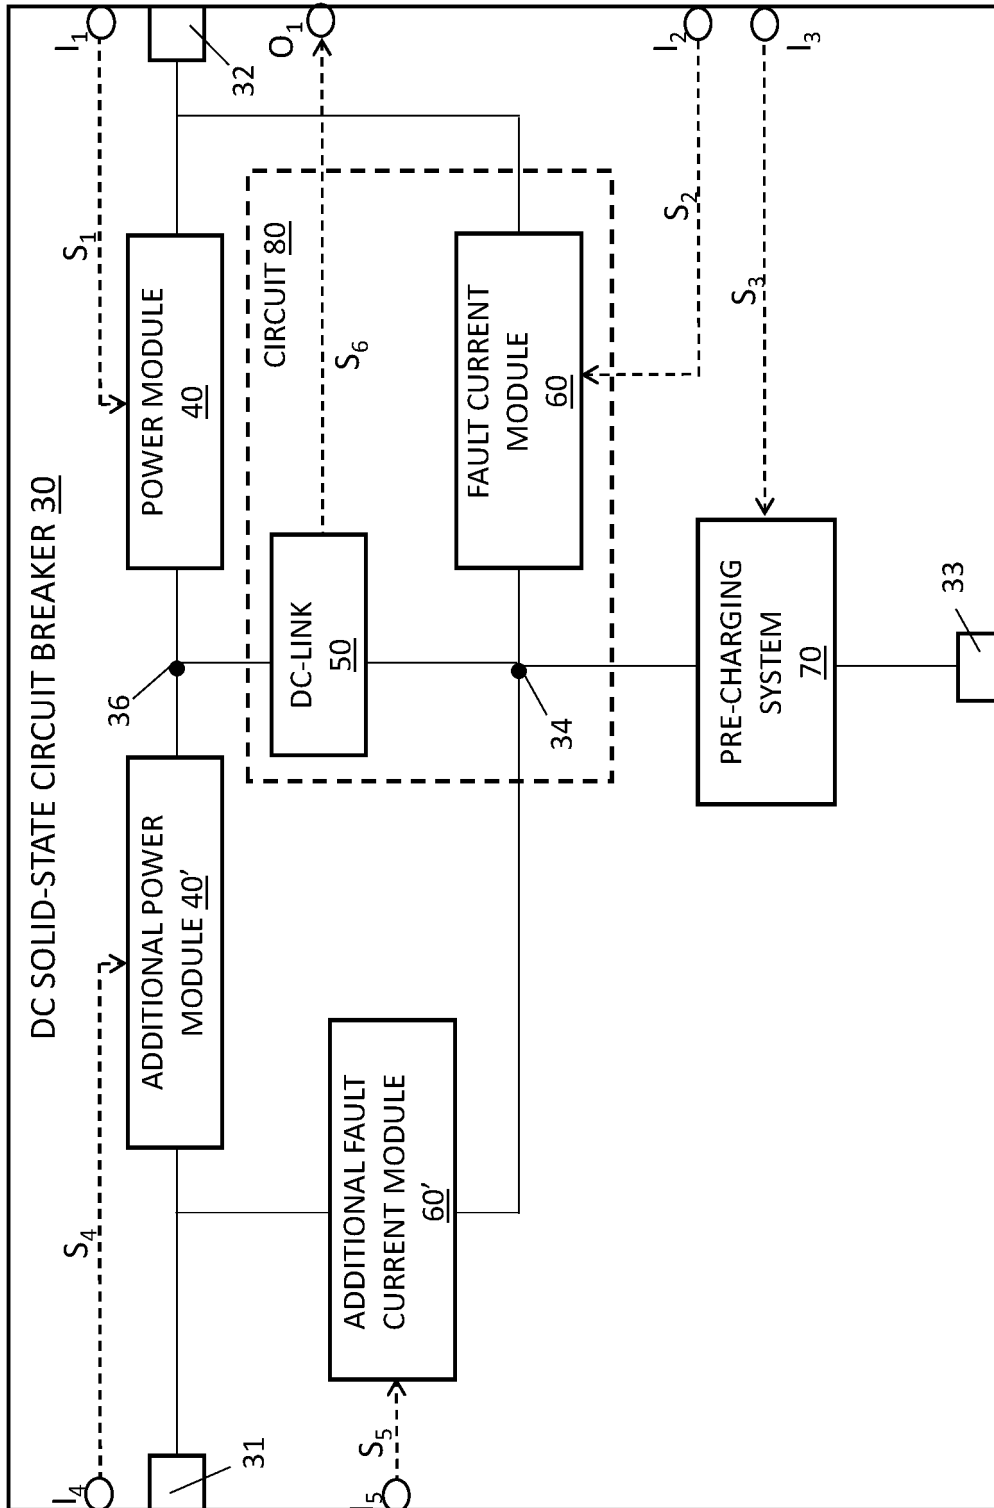 DC SOLID-STATE CIRCUIT BREAKER 30
I4
S4
31
ADDITIONAL POWER
MODULE 40'
36
POWER MODULE
40
S1
I1
32
O1
S6
CIRCUIT 80
DC-LINK
50
34
FAULT CURRENT
MODULE
60
ADDITIONAL FAULT
CURRENT MODULE
60'
S5
I5
S2
I2
S3
I3
PRE-CHARGING
SYSTEM
70
33